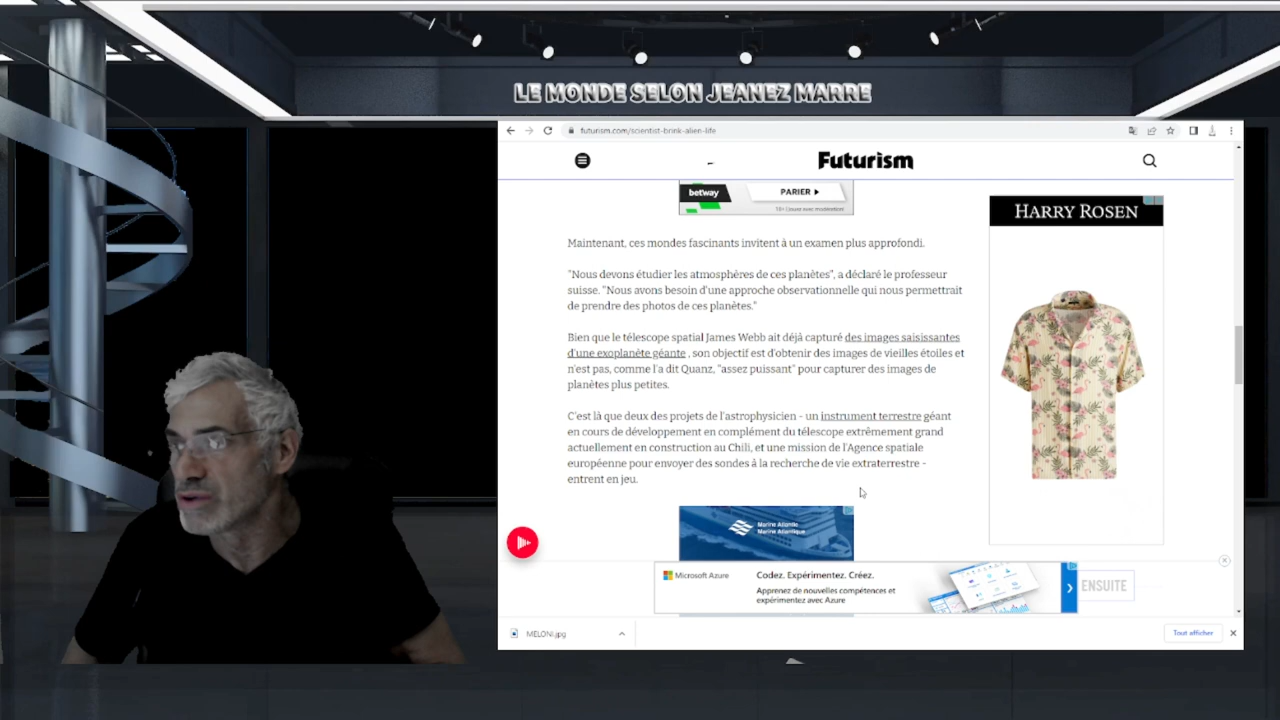 LE MONDE SELON JEANEZ MARRE
futurism.com/scientist-brink-alien-life
Futurism
betway
PARIER
HARRY ROSEN
Maintenant, ces mondes fascinants invitent à un examen plus approfondi.
"Nous devons étudier les atmosphères de ces planètes", a déclaré le professeur
suisse. "Nous avons besoin d'une approche observationnelle qui nous permettrait
de prendre des photos de ces planètes."
Bien que le télescope spatial James Webb ait déjà capturé des images saisissantes
d'une exoplanète géante , son objectif est d'obtenir des images de vieilles étoiles et
n'est pas, comme l'a dit Quanz, "assez puissant" pour capturer des images de
planètes plus petites.
C'est là que deux des projets de l'astrophysicien - un instrument terrestre géant
en cours de développement en complément du télescope extrêmement grand
actuellement en construction au Chili, et une mission de l'Agence spatiale
européenne pour envoyer des sondes à la recherche de vie extraterrestre -
entrent en jeu.
Marine Atlantic
Marine Atlantique
Microsoft Azure
Codez. Expérimentez. Créez.
Apprenez de nouvelles compétences et
expérimentez avec Azure
ENSUITE
MELONI.jpg
Tout afficher